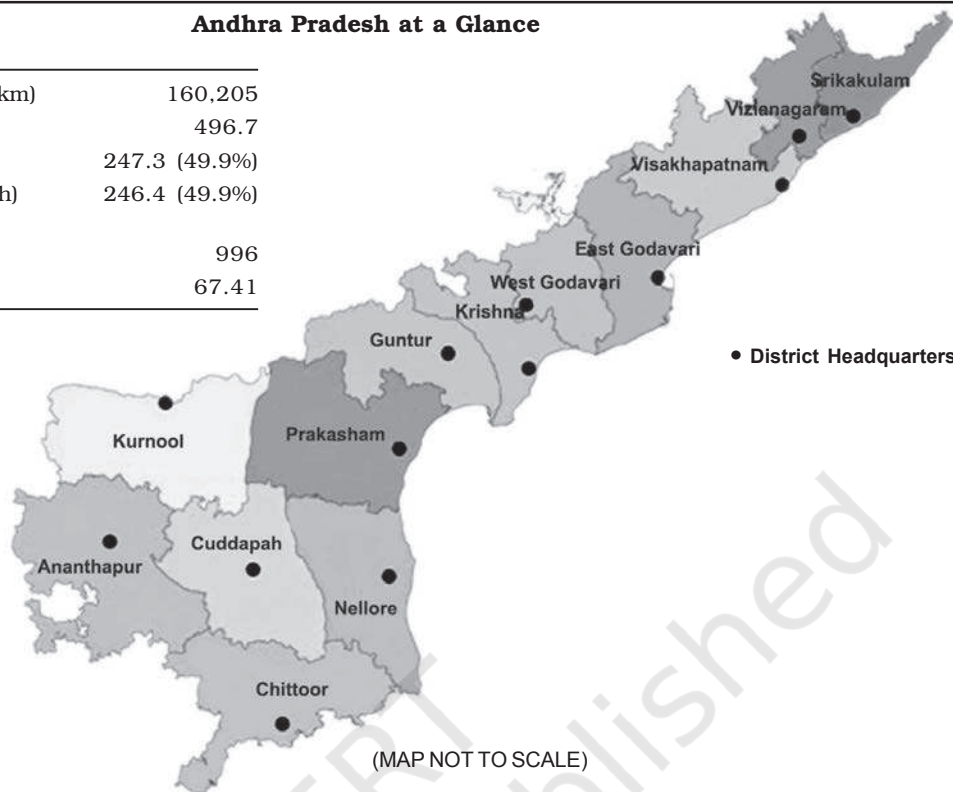 Andhra Pradesh at a Glance
km) 160,205
496.7
247.3 (49.9%)
h) 246.4 (49.9%)
996
67.41
Srikakulam
Vizianagaram
Visakhapatnam
East Godavari
West Godavari
Krishna
Guntur
● District Headquarters
Prakasham
Kurnool
Cuddapah
Ananthapur
Nellore
Chittoor
(MAP NOT TO SCALE)